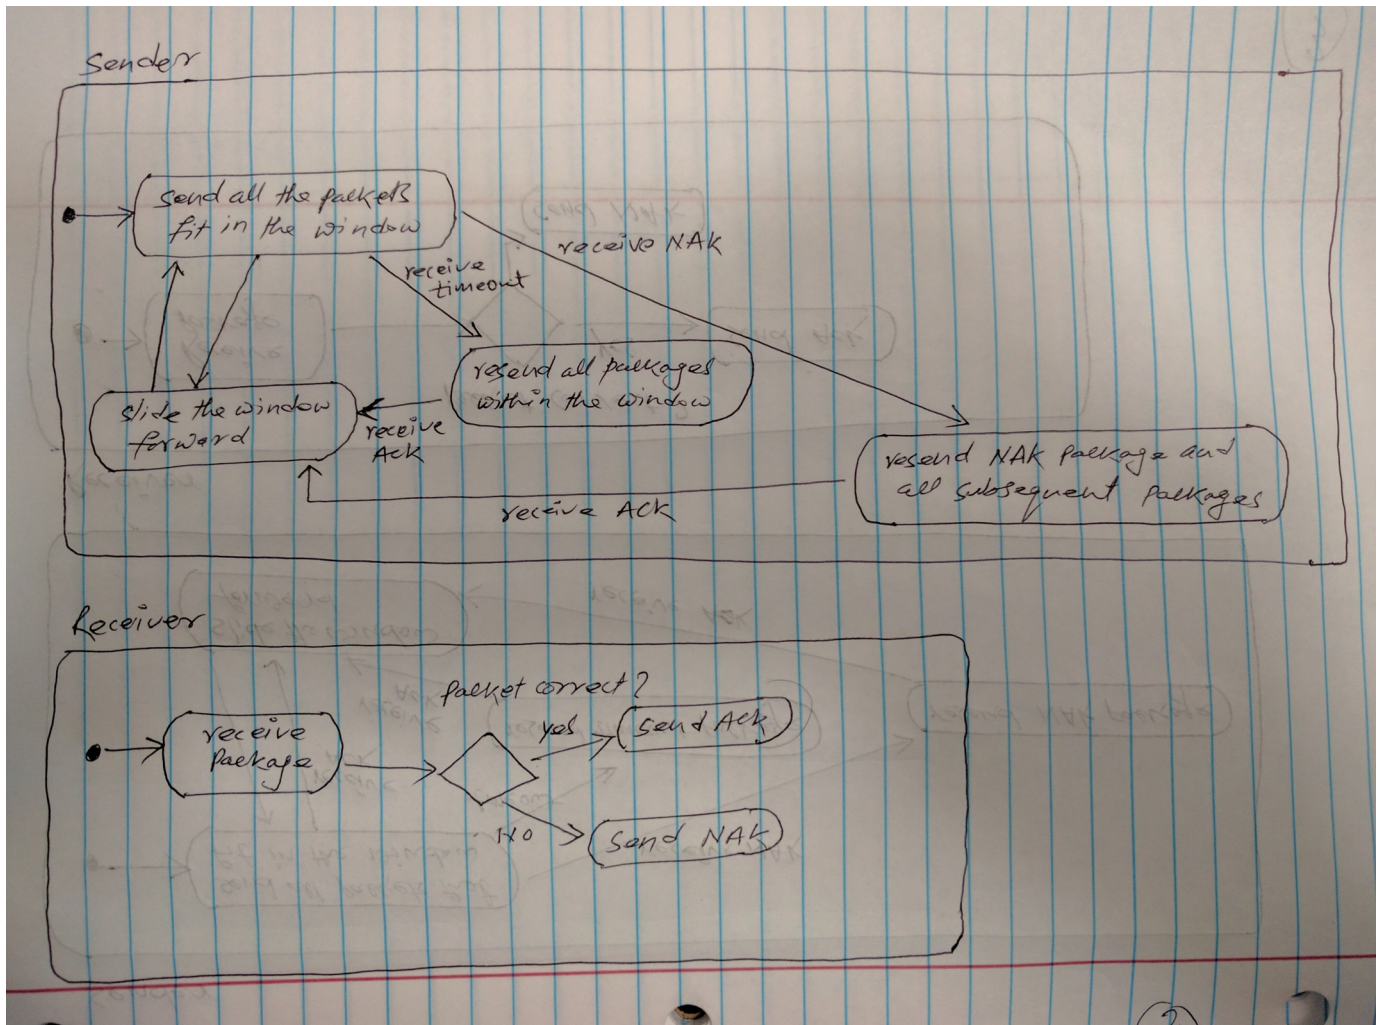 Sender
send all the packets
fit in the window
receive NAK
receive
timeout
resend all packages
within the window
slide the window
forward
receive
Ack
resend NAK package and
all subsequent packages
receive ACK
Receiver
packet correct?
receive
package
yes
send Ack
No
Send NAK
2